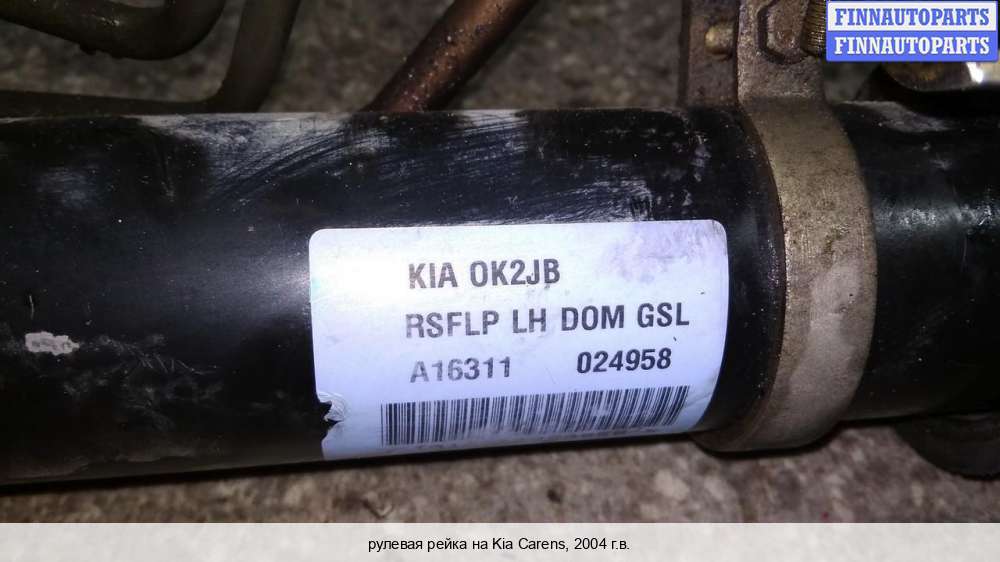 FINNAUTOPARTS
FINNAUTOPARTS
KIA OK2JB
RSFLP LH DOM GSL
A16311 024958
рулевая рейка на Kia Carens, 2004 г.в.